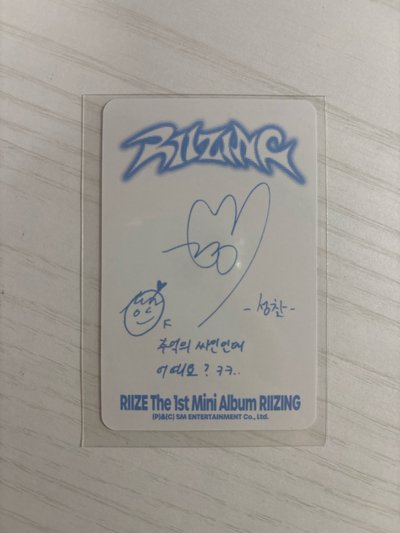 RIIZING
-성찬-
추억의 싸인인데
어때요? ㅋㅋ..
RIIZE The 1st Mini Album RIIZING
(P)&(C) SM ENTERTAINMENT Co., Ltd.